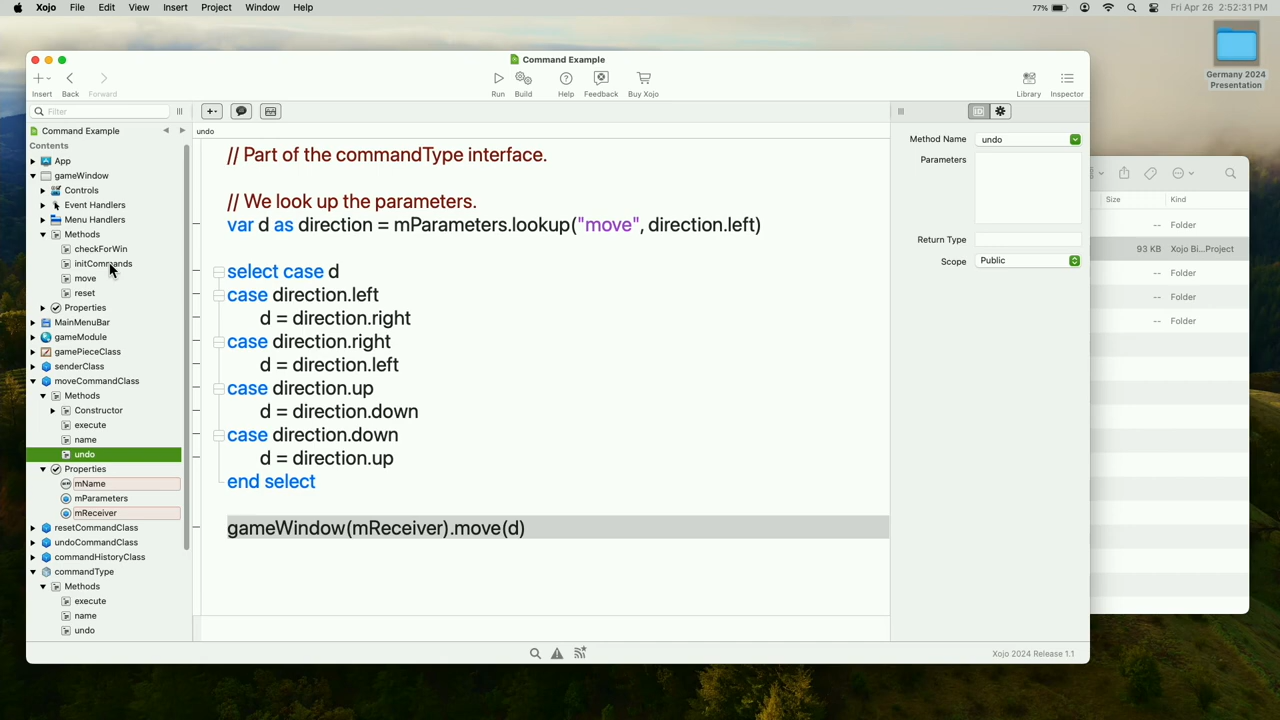 Xojo File Edit View Insert Project Window Help
77% Fri Apr 26 2:52:31 PM
Germany 2024
Presentation
Command Example
Insert Back Forward Run Build Help Feedback Buy Xojo Library Inspector
Filter
Command Example
Contents
App
gameWindow
Controls
Event Handlers
Menu Handlers
Methods
checkForWin
initCommands
move
reset
Properties
MainMenuBar
gameModule
gamePieceClass
senderClass
moveCommandClass
Methods
Constructor
execute
name
undo
Properties
mName
mParameters
mReceiver
resetCommandClass
undoCommandClass
commandHistoryClass
commandType
Methods
execute
name
undo
undo
// Part of the commandType interface.
// We look up the parameters.
var d as direction = mParameters.lookup("move", direction.left)
select case d
case direction.left
d = direction.right
case direction.right
d = direction.left
case direction.up
d = direction.down
case direction.down
d = direction.up
end select
gameWindow(mReceiver).move(d)
ID
Method Name undo
Parameters
Return Type
Scope Public
Xojo 2024 Release 1.1
Size Kind
-- Folder
93 KB Xojo Bi...Project
-- Folder
-- Folder
-- Folder